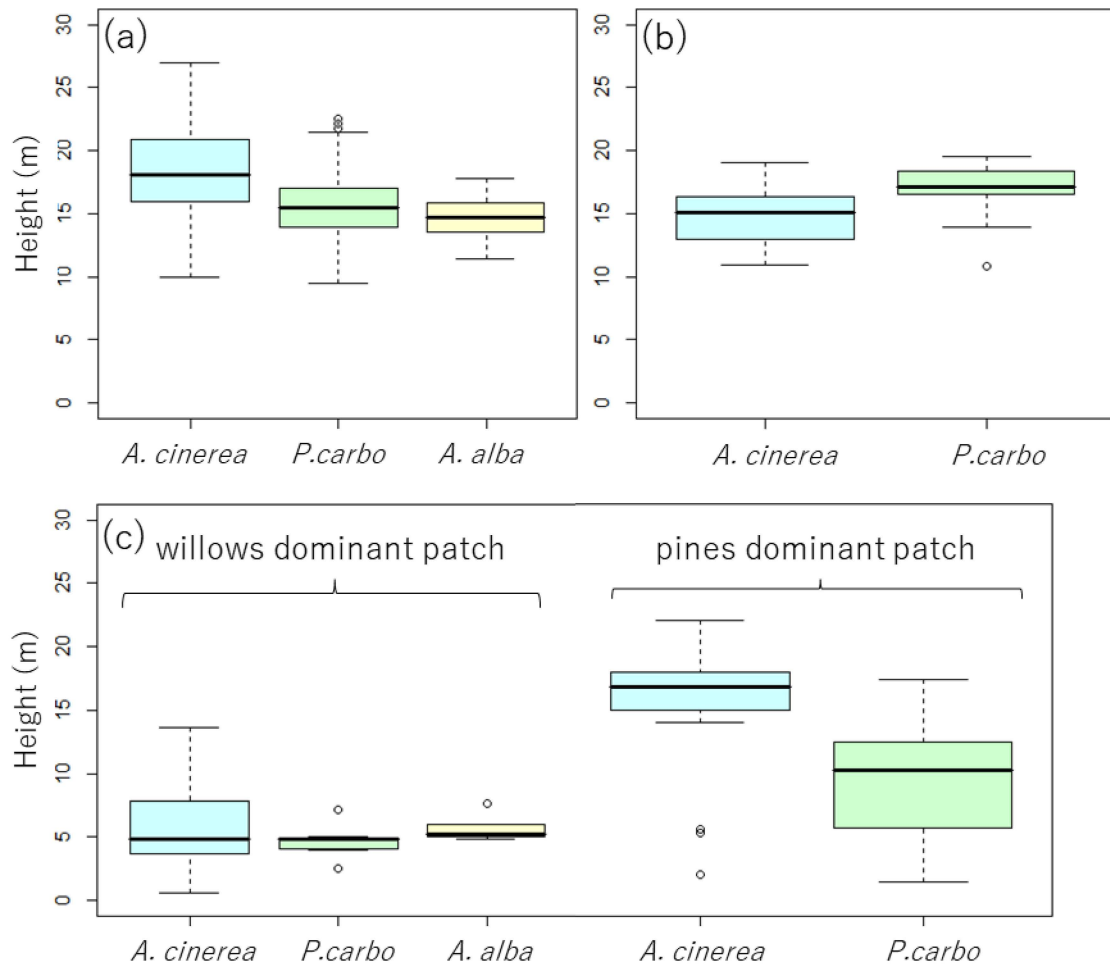 (a)
30
25
20
15
10
5
0
Height (m)
A. cinerea P.carbo A. alba
(b)
30
25
20
15
10
5
0
A. cinerea P.carbo
(c)
willows dominant patch pines dominant patch
30
25
20
15
10
5
0
Height (m)
A. cinerea P.carbo A. alba A. cinerea P.carbo